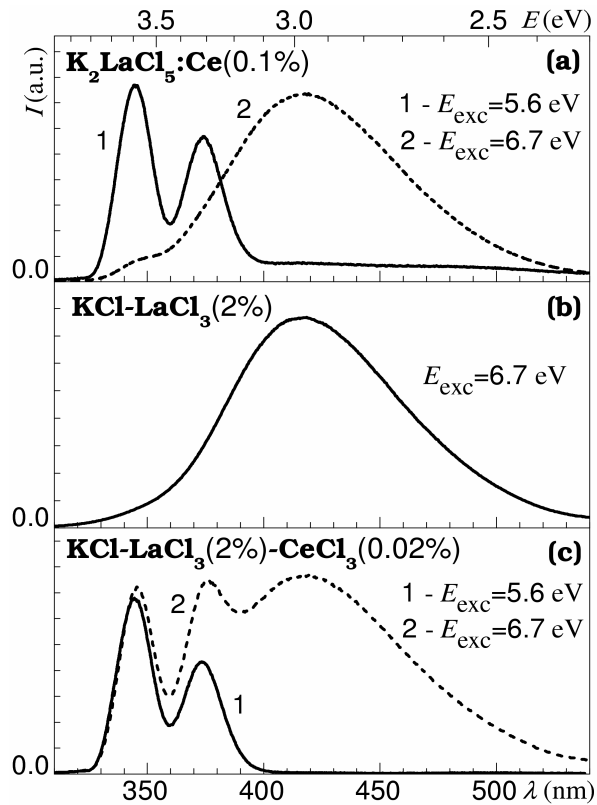 3.5 3.0 2.5 E(eV)
I(a.u.)
K₂LaCl₅:Ce(0.1%) (a)
1 2
1 - Eexc=5.6 eV
2 - Eexc=6.7 eV
0.0
KCl-LaCl₃(2%) (b)
Eexc=6.7 eV
0.0
KCl-LaCl₃(2%)-CeCl₃(0.02%) (c)
1 - Eexc=5.6 eV
2
2 - Eexc=6.7 eV
1
0.0
350 400 450 500 λ(nm)